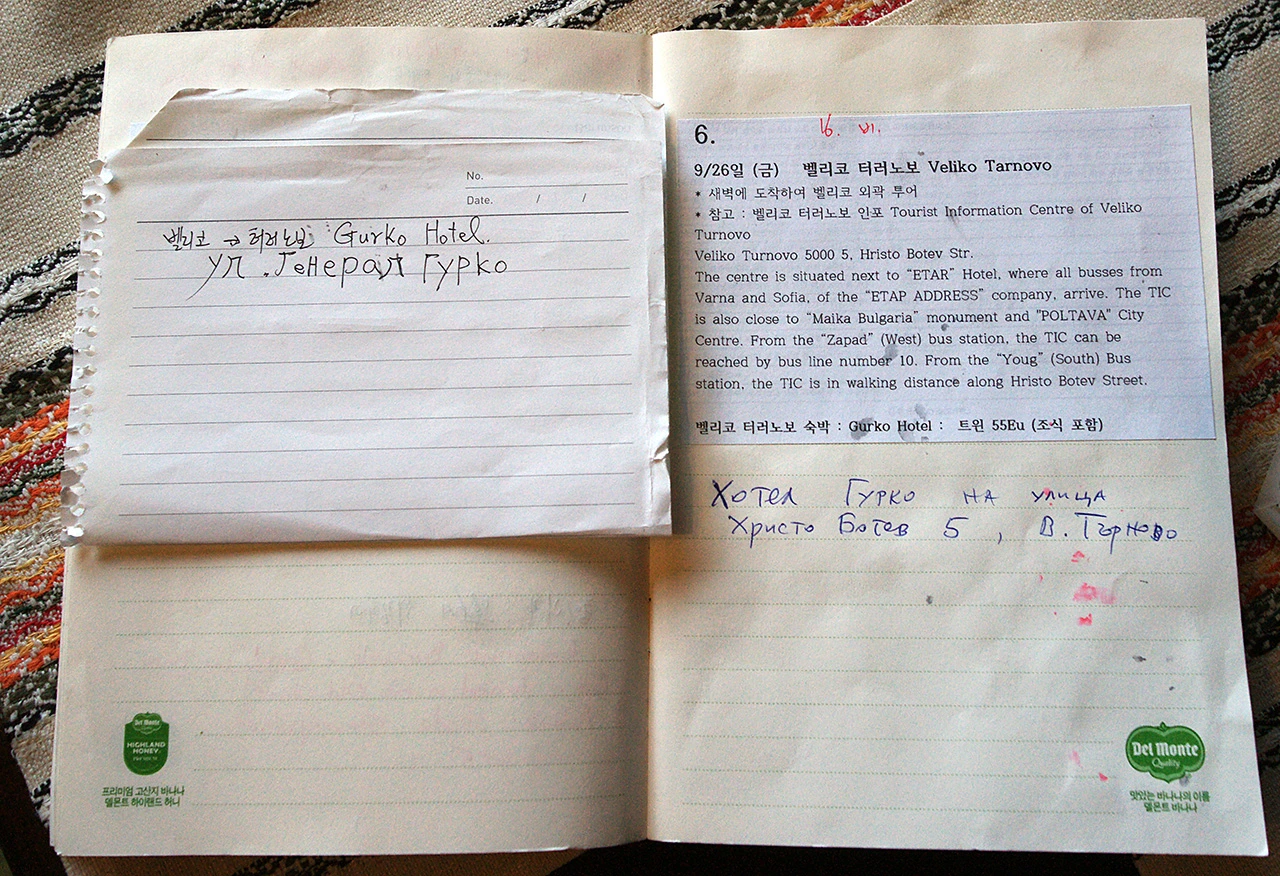 No.
Date. / /
벨리코 → 터러노보 Gurko Hotel.
ул. Генерал Гурко
Del Monte
HIGHLAND
HONEY
프리미엄 고산지 바나나
델몬트 하이랜드 허니
6.
9/26일 (금) 벨리코 터러노보 Veliko Tarnovo
* 새벽에 도착하여 벨리코 외곽 투어
* 참고 : 벨리코 터러노보 인포 Tourist Information Centre of Veliko
Turnovo
Veliko Turnovo 5000 5, Hristo Botev Str.
The centre is situated next to “ETAR” Hotel, where all busses from
Varna and Sofia, of the “ETAP ADDRESS” company, arrive. The TIC
is also close to “Maika Bulgaria” monument and "POLTAVA" City
Centre. From the “Zapad” (West) bus station, the TIC can be
reached by bus line number 10. From the “Youg” (South) Bus
station, the TIC is in walking distance along Hristo Botev Street.
벨리코 터러노보 숙박 : Gurko Hotel : 트윈 55Eu (조식 포함)
Хотел Гурко на улица
Христо Ботев 5 , В. Търново
Del Monte
Quality
맛있는 바나나의 이름
델몬트 바나나